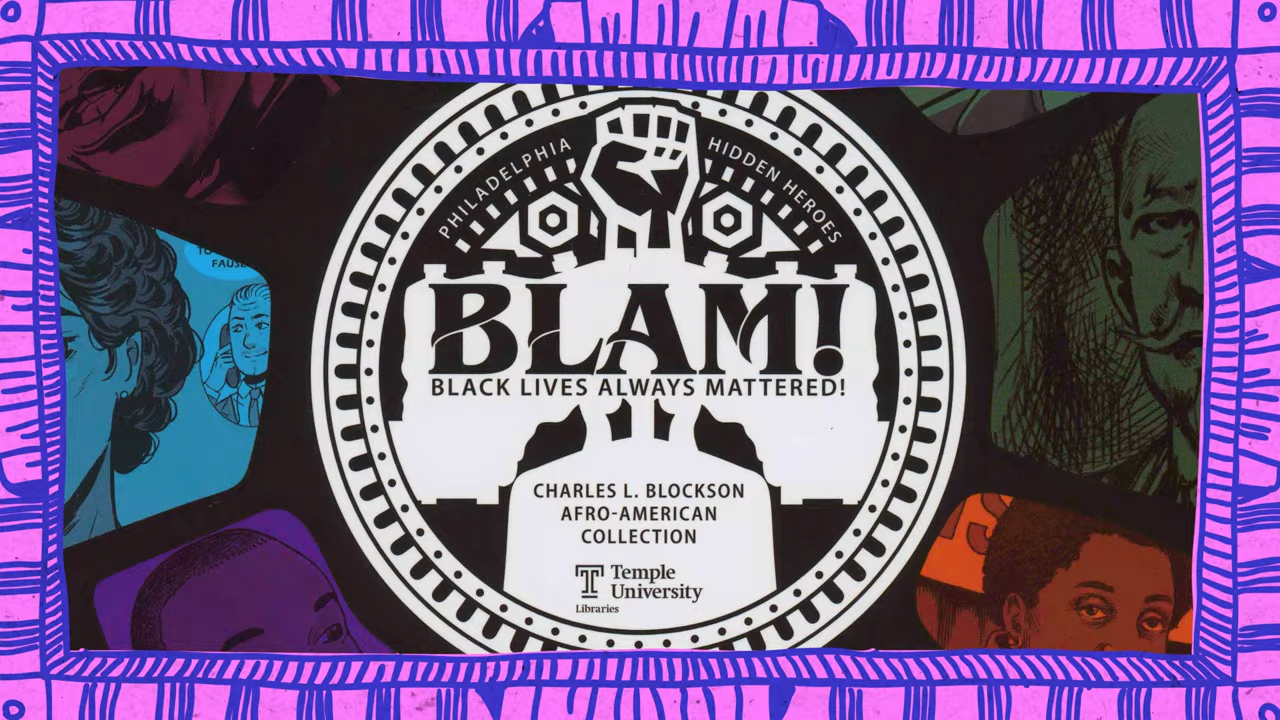 PHILADELPHIA
HIDDEN HEROES
BLAM!
BLACK LIVES ALWAYS MATTERED!
CHARLES L. BLOCKSON
AFRO-AMERICAN
COLLECTION
Temple
University
Libraries